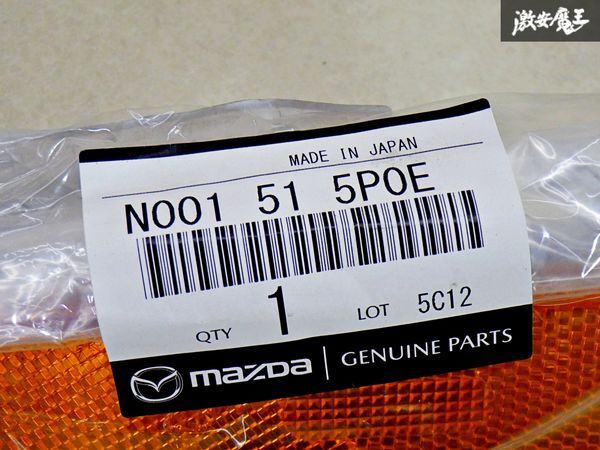 激安魔王
MADE IN JAPAN
N001 51 5P0E
QTY 1 LOT 5C12
mazda GENUINE PARTS